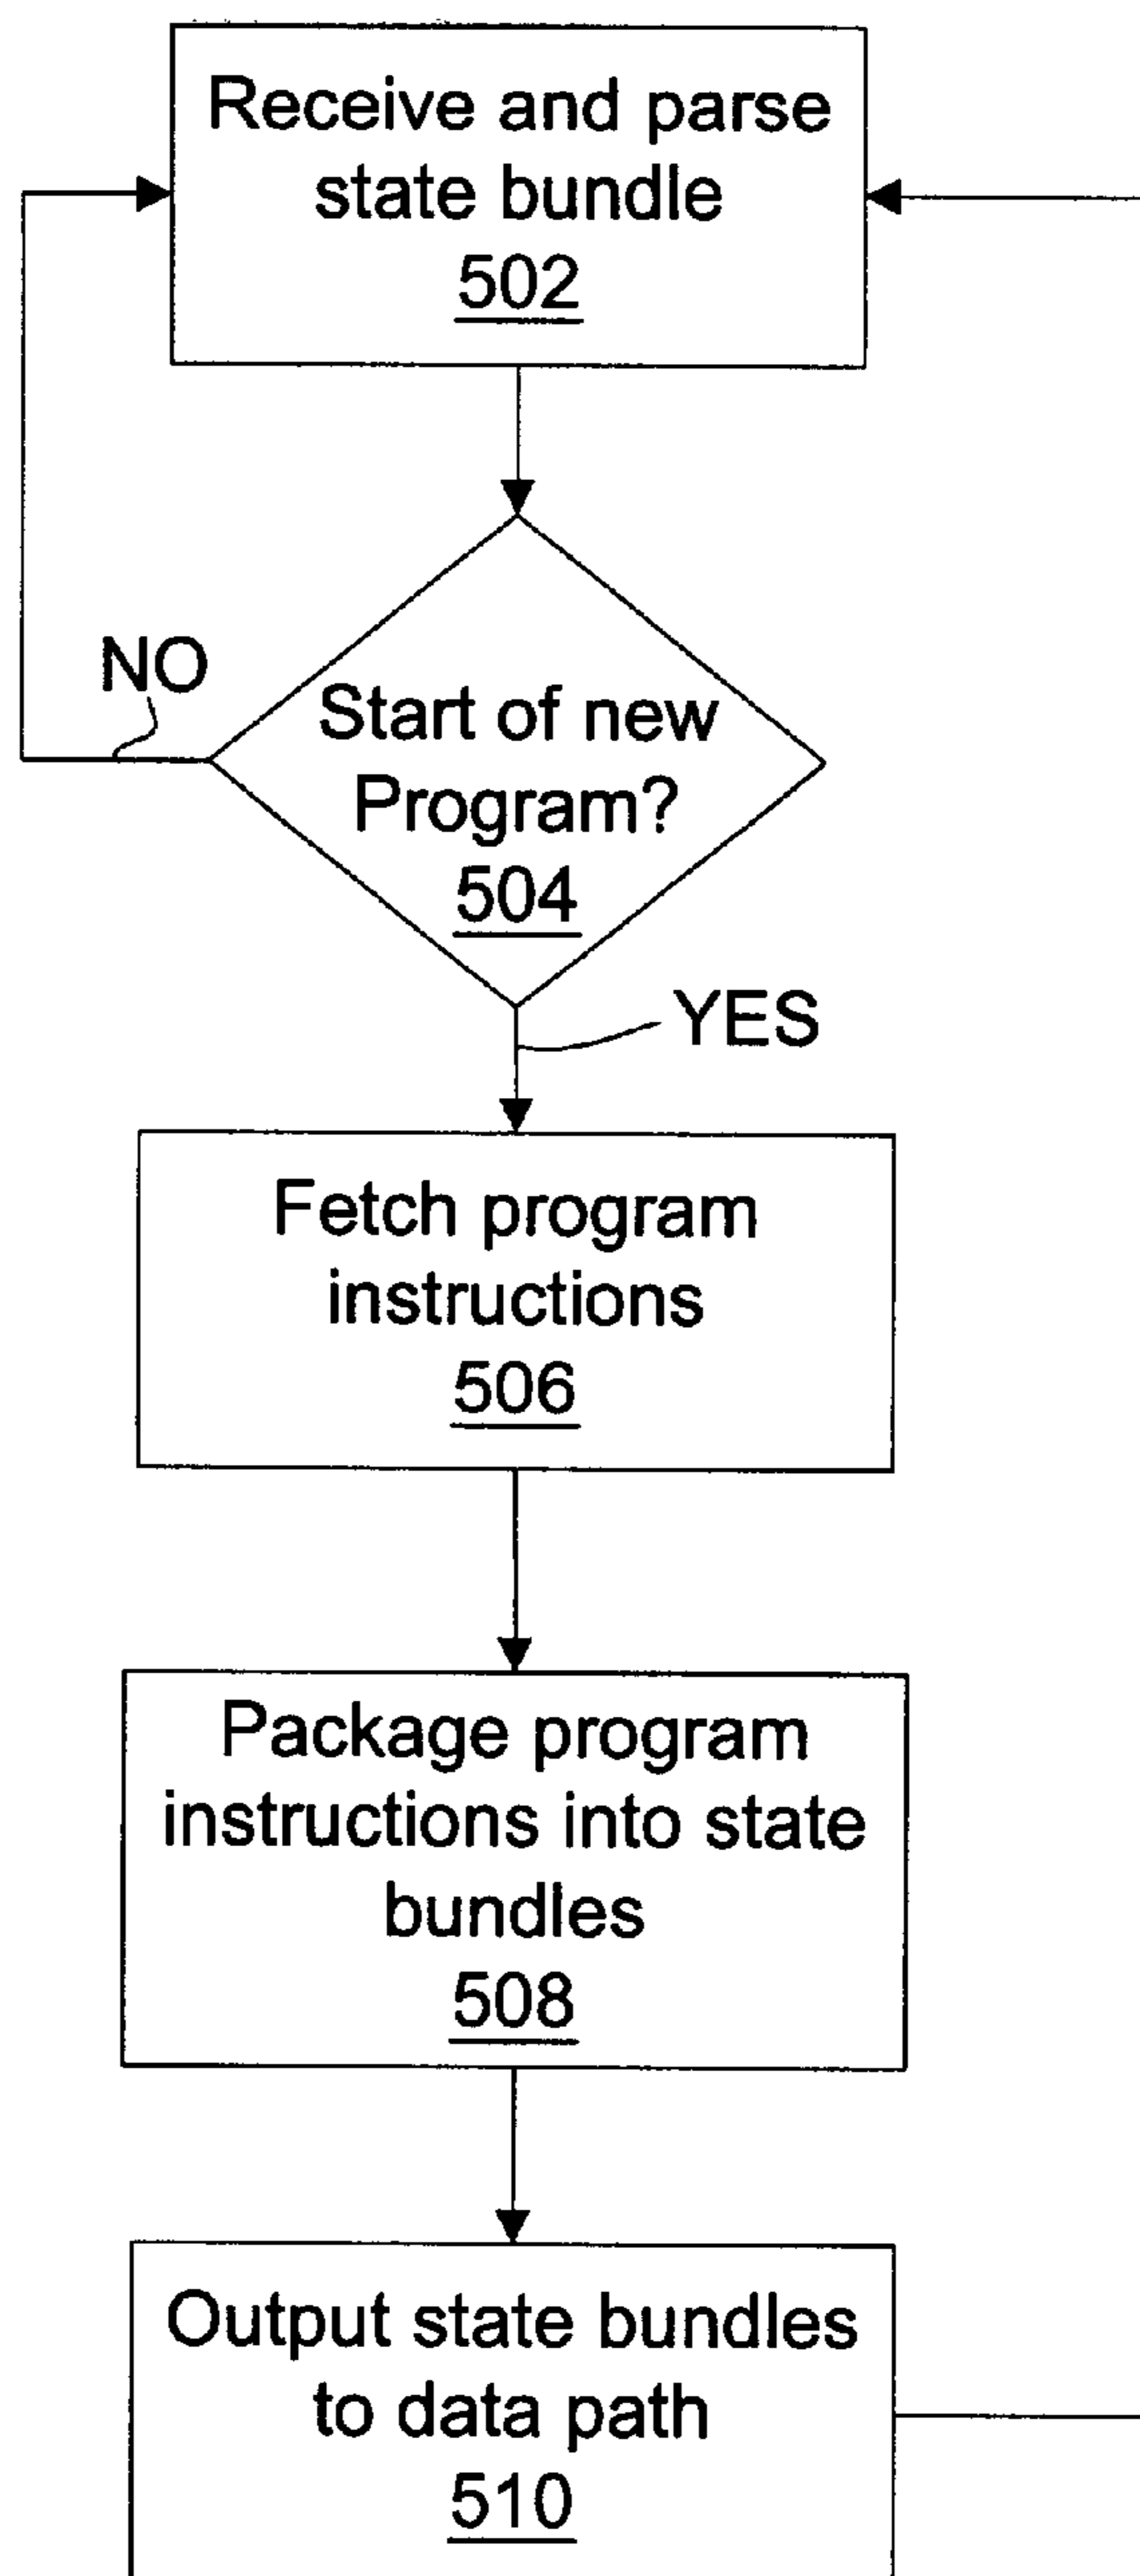 Receive and parse
state bundle
502
NO
Start of new
Program?
504
YES
Fetch program
instructions
506
Package program
instructions into state
bundles
508
Output state bundles
to data path
510